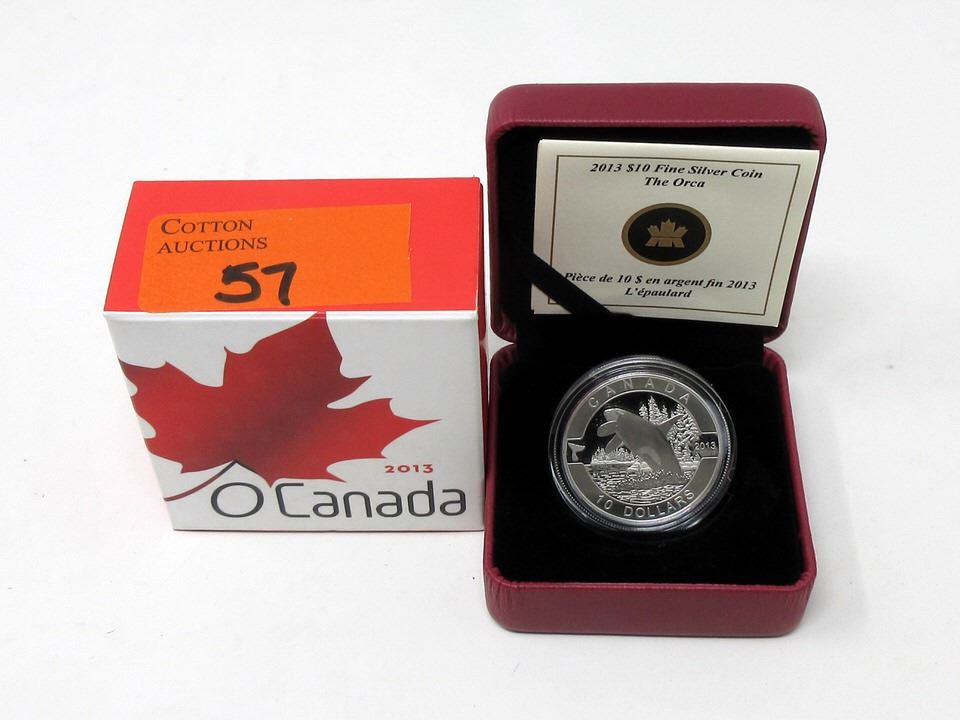 COTTON
AUCTIONS
57
2013
O Canada
2013 $10 Fine Silver Coin
The Orca
Pièce de 10 $ en argent fin 2013
L'épaulard
CANADA
2013
10 DOLLARS